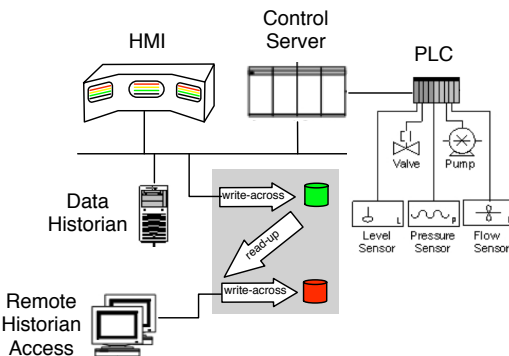 HMI
Control
Server
PLC
Valve
Pump
Data
Historian
write-across
read-up
L
P
Level
Sensor
Pressure
Sensor
Flow
Sensor
Remote
Historian
Access
write-across